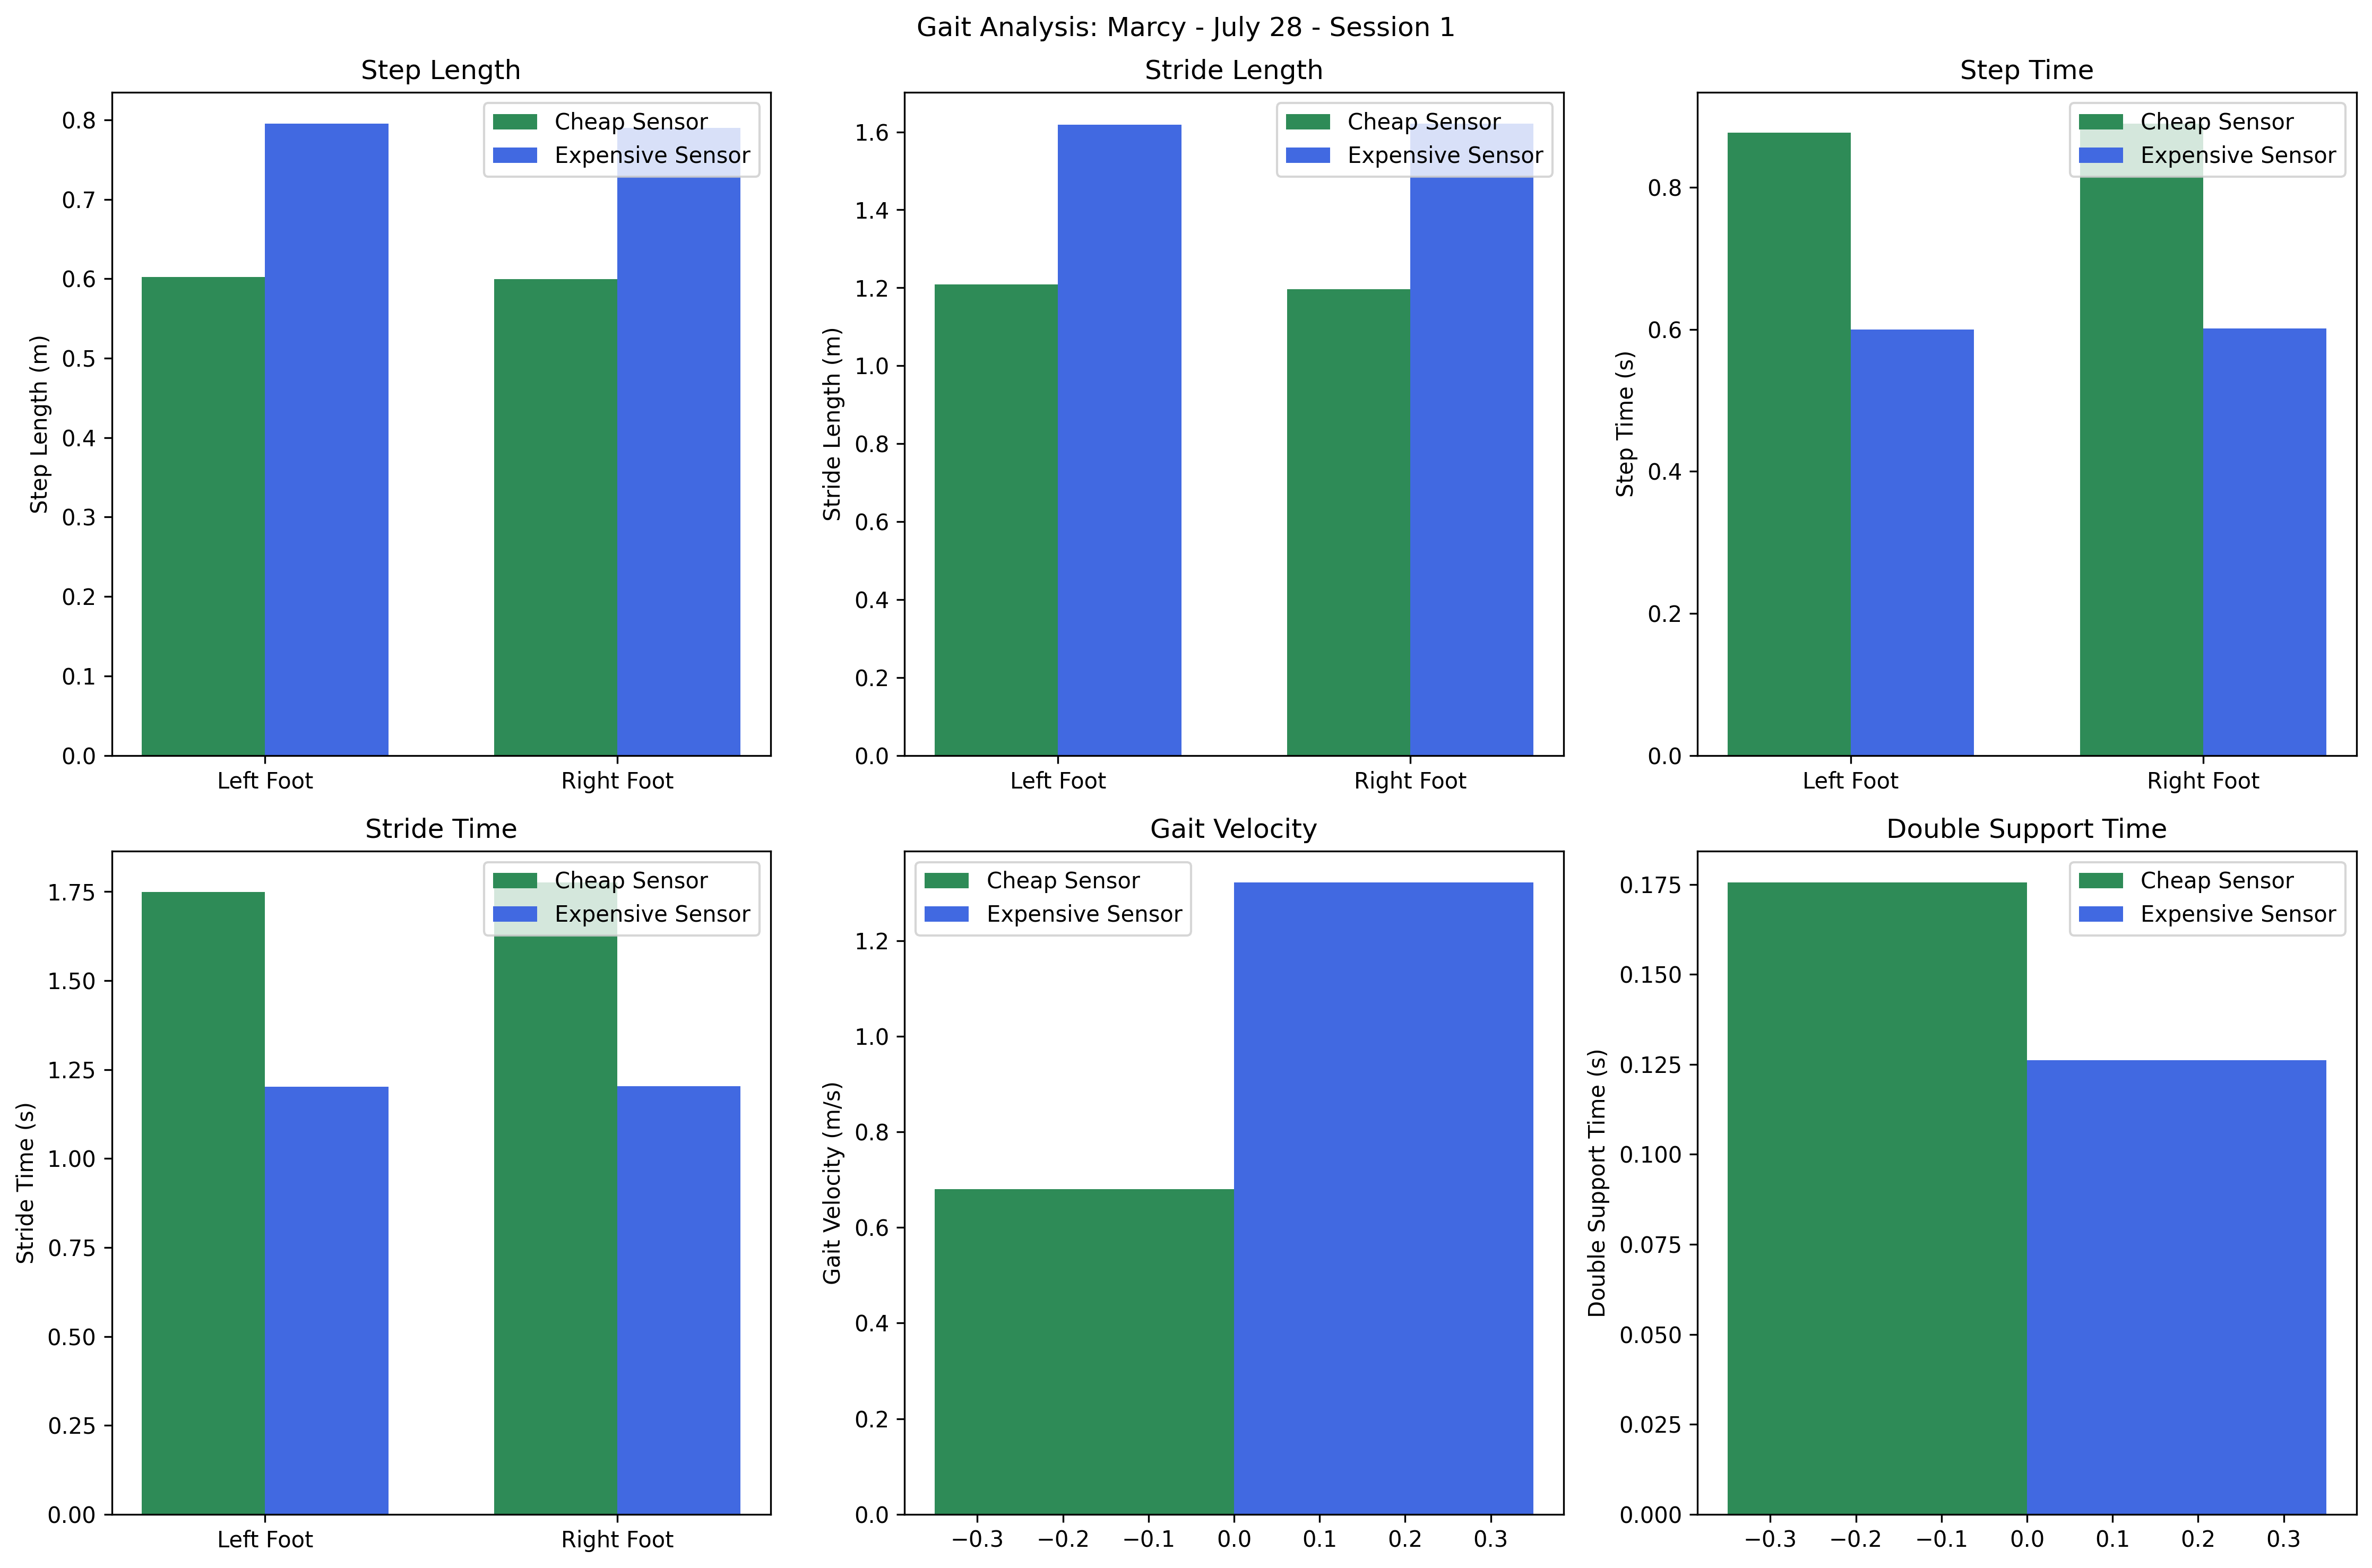 Gait Analysis: Marcy - July 28 - Session 1
Step Length
Step Length (m)
0.8
0.7
0.6
0.5
0.4
0.3
0.2
0.1
0.0
Cheap Sensor
Expensive Sensor
Left Foot
Right Foot
Stride Length
Stride Length (m)
1.6
1.4
1.2
1.0
0.8
0.6
0.4
0.2
0.0
Cheap Sensor
Expensive Sensor
Left Foot
Right Foot
Step Time
Step Time (s)
0.8
0.6
0.4
0.2
0.0
Cheap Sensor
Expensive Sensor
Left Foot
Right Foot
Stride Time
Stride Time (s)
1.75
1.50
1.25
1.00
0.75
0.50
0.25
0.00
Cheap Sensor
Expensive Sensor
Left Foot
Right Foot
Gait Velocity
Gait Velocity (m/s)
1.2
1.0
0.8
0.6
0.4
0.2
0.0
Cheap Sensor
Expensive Sensor
−0.3 −0.2 −0.1 0.0 0.1 0.2 0.3
Double Support Time
Double Support Time (s)
0.175
0.150
0.125
0.100
0.075
0.050
0.025
0.000
Cheap Sensor
Expensive Sensor
−0.3 −0.2 −0.1 0.0 0.1 0.2 0.3